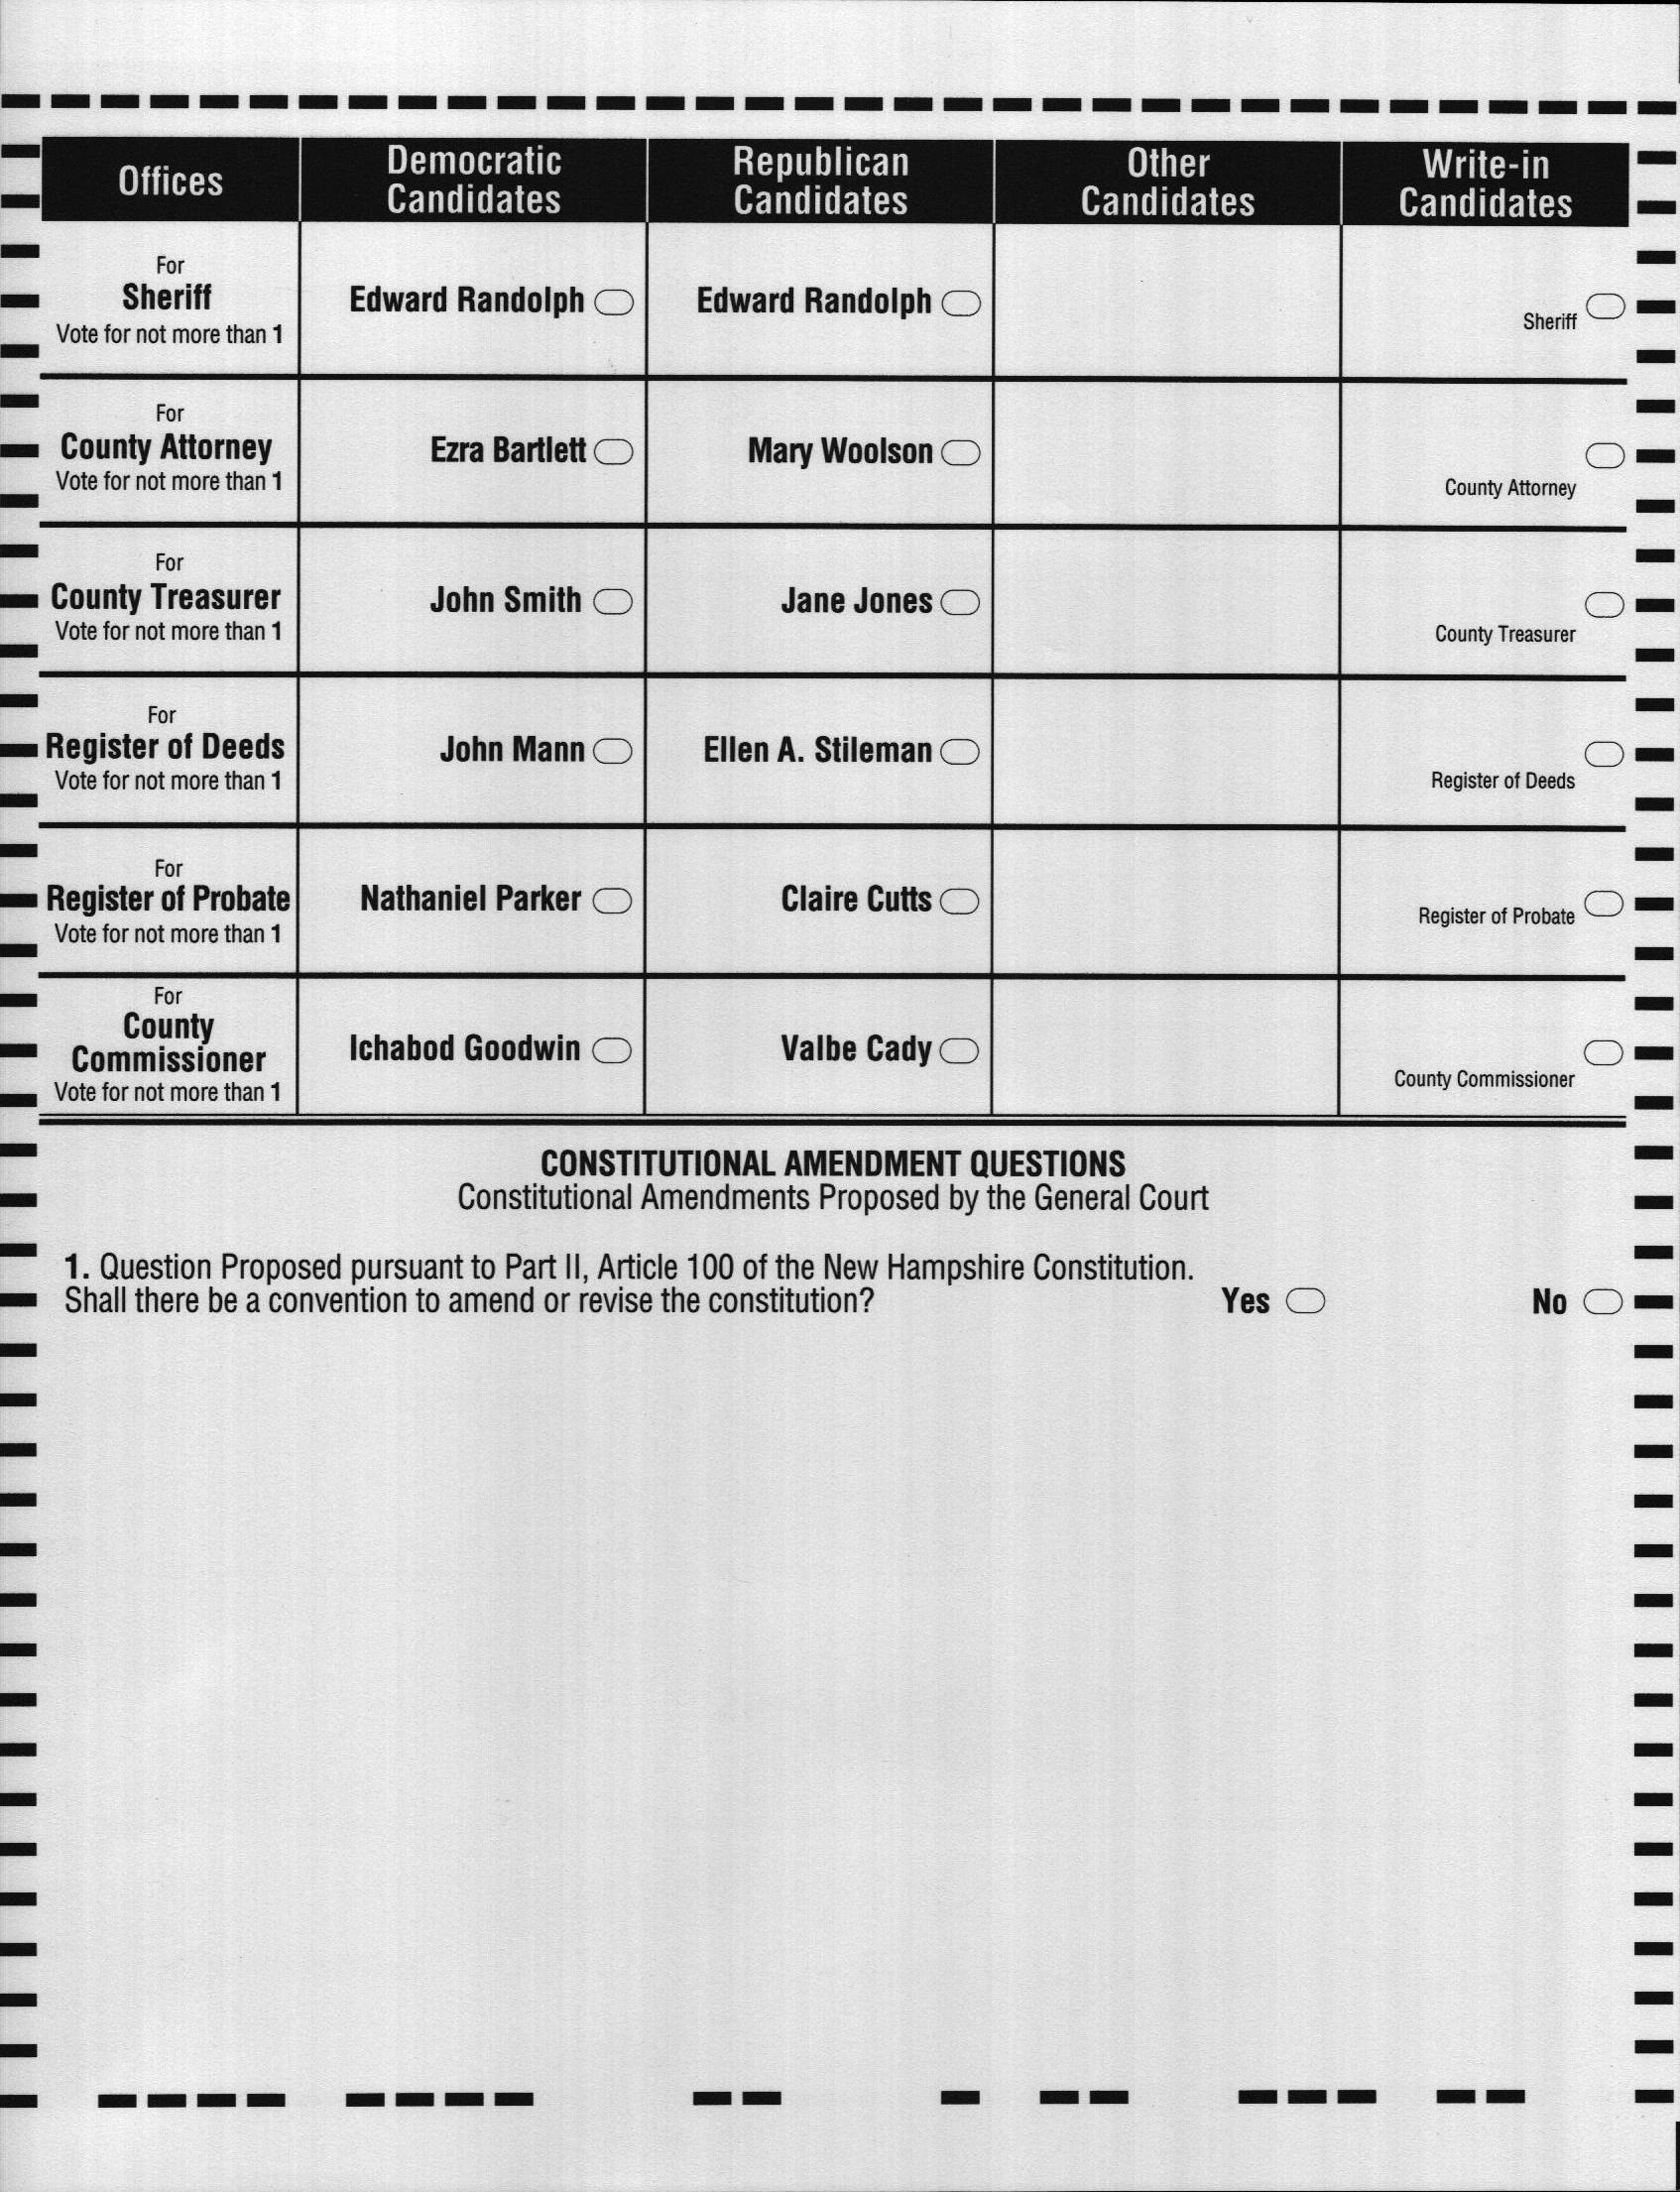 Offices
Democratic Candidates
Republican Candidates
Other Candidates
Write-in Candidates
For
Sheriff
Vote for not more than 1
Edward Randolph
Edward Randolph
Sheriff
For
County Attorney
Vote for not more than 1
Ezra Bartlett
Mary Woolson
County Attorney
For
County Treasurer
Vote for not more than 1
John Smith
Jane Jones
County Treasurer
For
Register of Deeds
Vote for not more than 1
John Mann
Ellen A. Stileman
Register of Deeds
For
Register of Probate
Vote for not more than 1
Nathaniel Parker
Claire Cutts
Register of Probate
For
County
Commissioner
Vote for not more than 1
Ichabod Goodwin
Valbe Cady
County Commissioner
CONSTITUTIONAL AMENDMENT QUESTIONS
Constitutional Amendments Proposed by the General Court
1. Question Proposed pursuant to Part II, Article 100 of the New Hampshire Constitution.
Shall there be a convention to amend or revise the constitution? Yes No